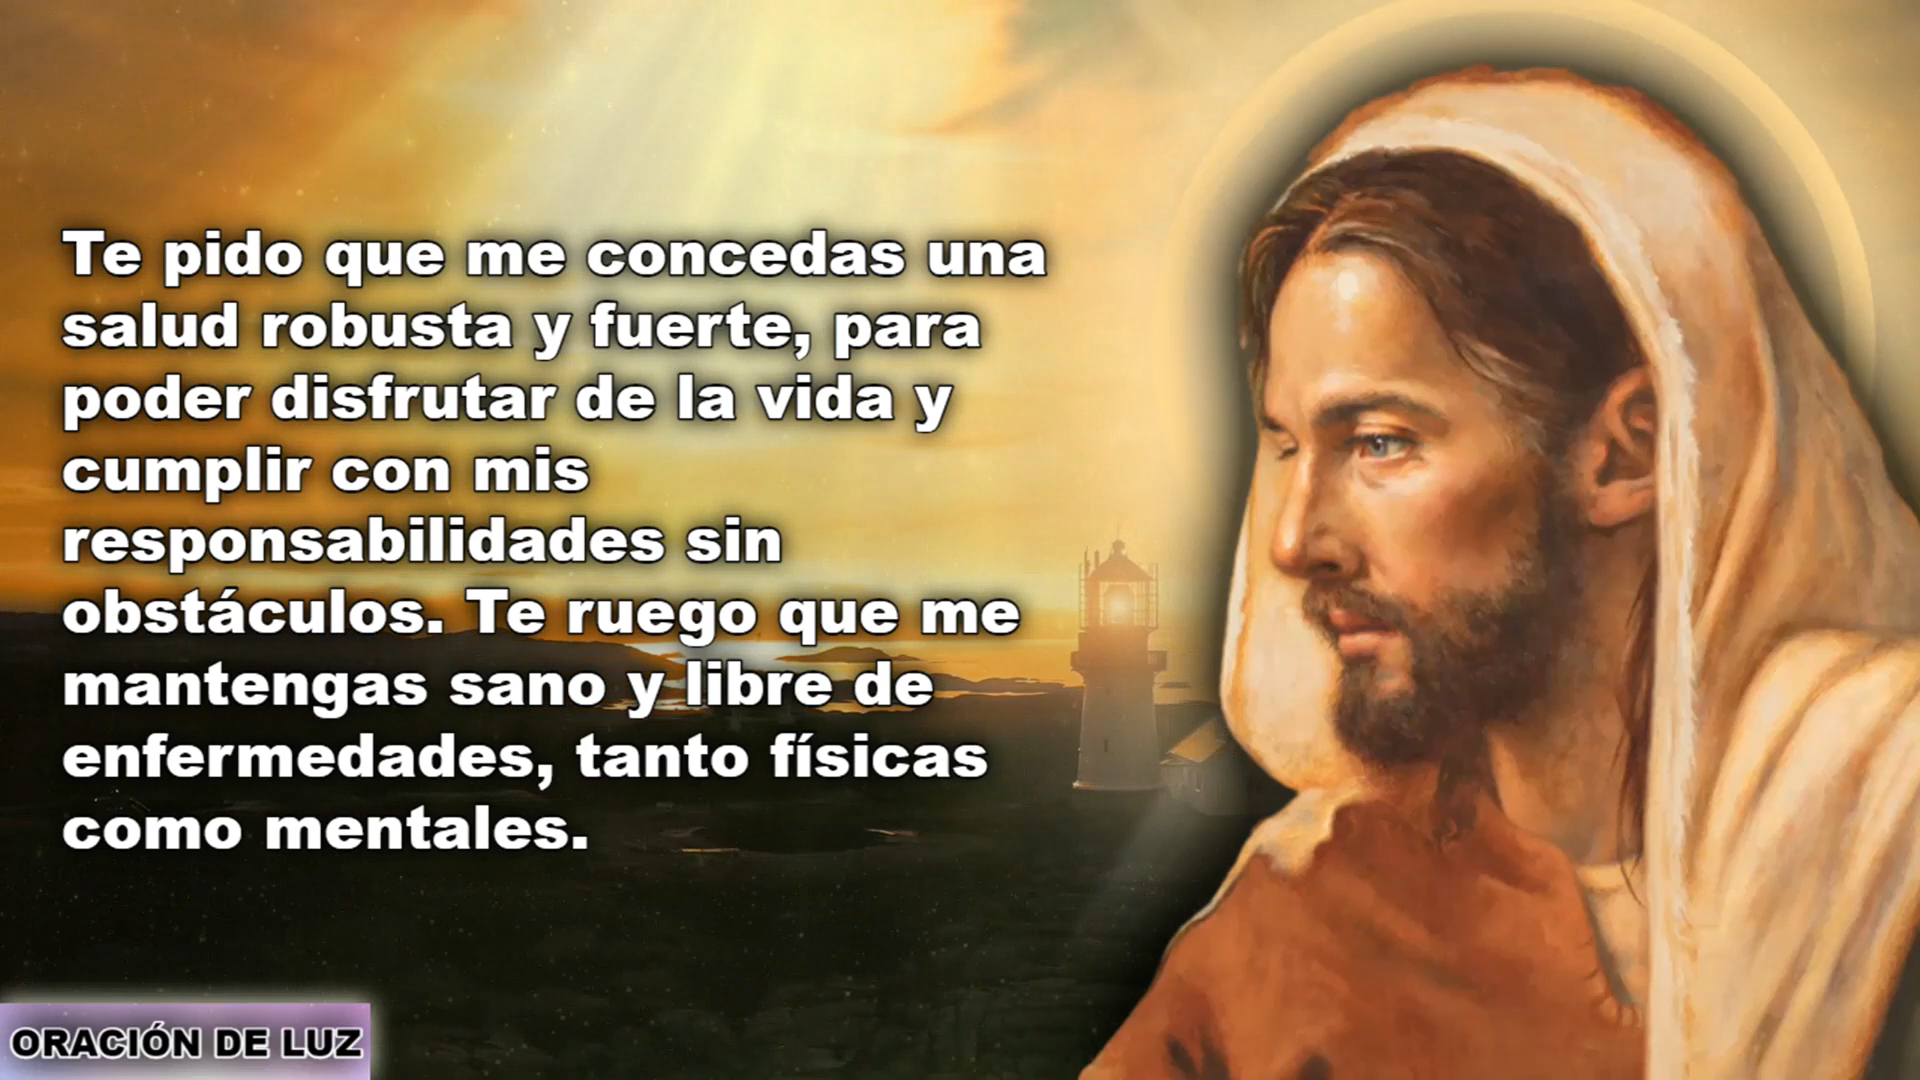 Te pido que me concedas una
salud robusta y fuerte, para
poder disfrutar de la vida y
cumplir con mis
responsabilidades sin
obstáculos. Te ruego que me
mantengas sano y libre de
enfermedades, tanto físicas
como mentales.
ORACIÓN DE LUZ